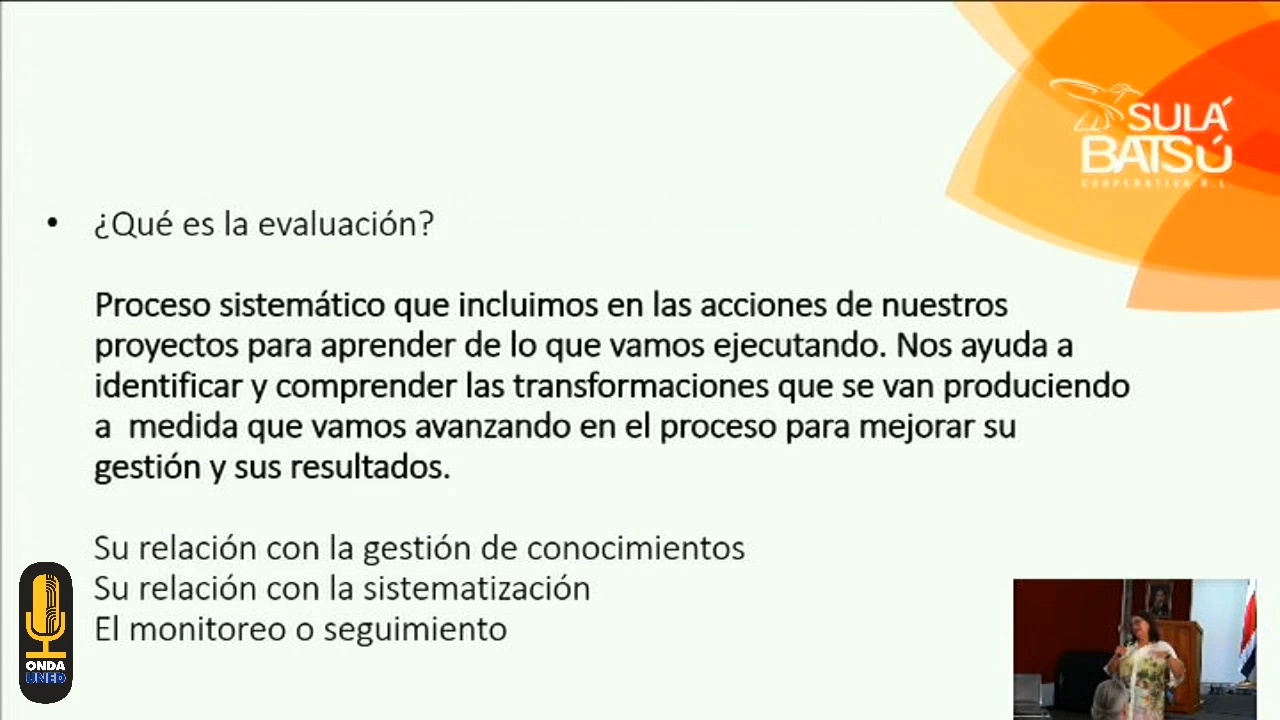 SULÁ
BATSÚ
COOPERATIVA R.L.
• ¿Qué es la evaluación?
Proceso sistemático que incluimos en las acciones de nuestros
proyectos para aprender de lo que vamos ejecutando. Nos ayuda a
identificar y comprender las transformaciones que se van produciendo
a  medida que vamos avanzando en el proceso para mejorar su
gestión y sus resultados.
Su relación con la gestión de conocimientos
Su relación con la sistematización
El monitoreo o seguimiento
ONDA
UNED